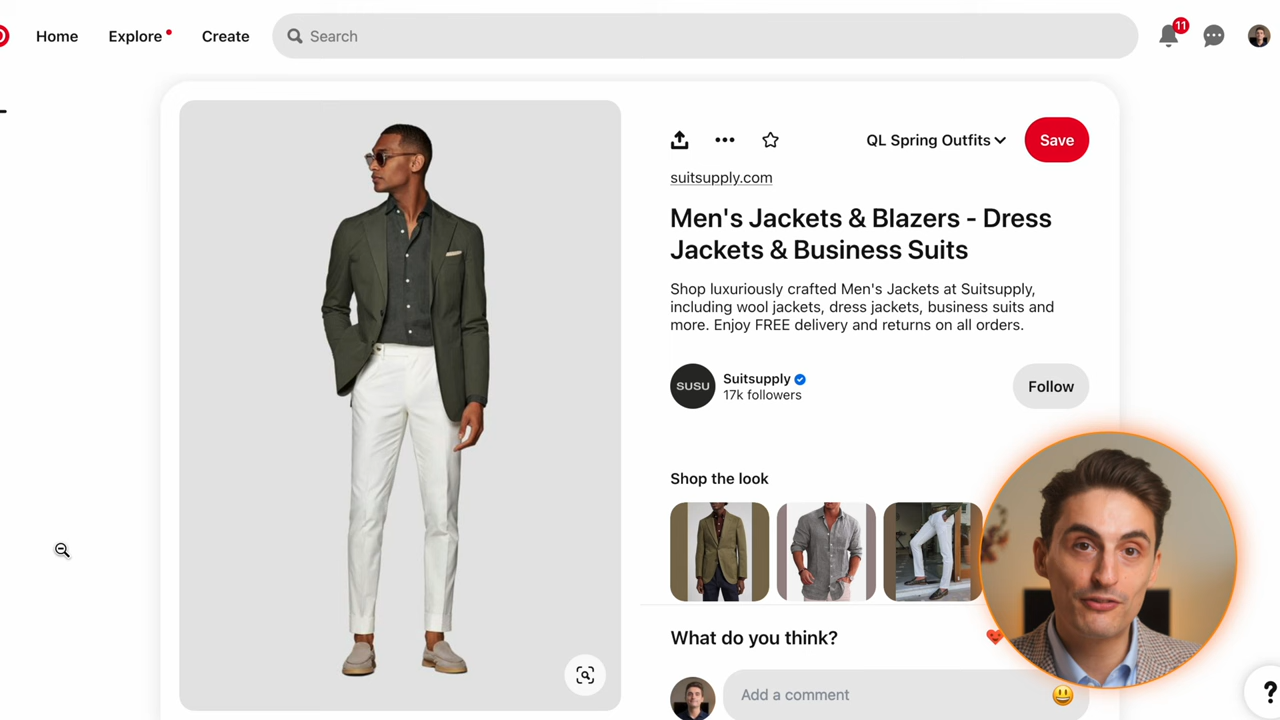 Home
Explore
Create
Search
11
QL Spring Outfits
Save
suitsupply.com
Men's Jackets & Blazers - Dress
Jackets & Business Suits
Shop luxuriously crafted Men's Jackets at Suitsupply,
including wool jackets, dress jackets, business suits and
more. Enjoy FREE delivery and returns on all orders.
SUSU
Suitsupply
17k followers
Follow
Shop the look
What do you think?
Add a comment
?